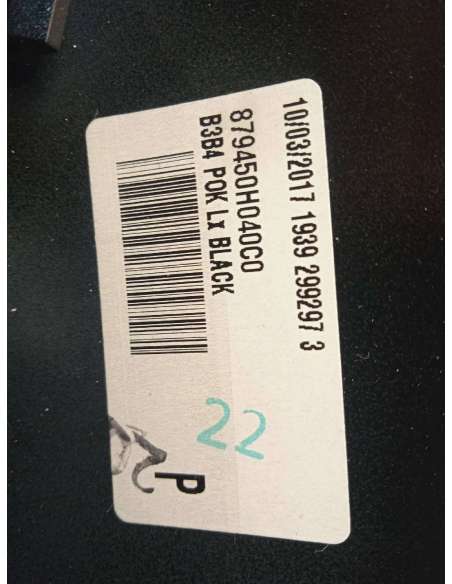 10/03/2017 1939 299297 3
879450H040C0
B3B4 POK Lx BLACK
22
P